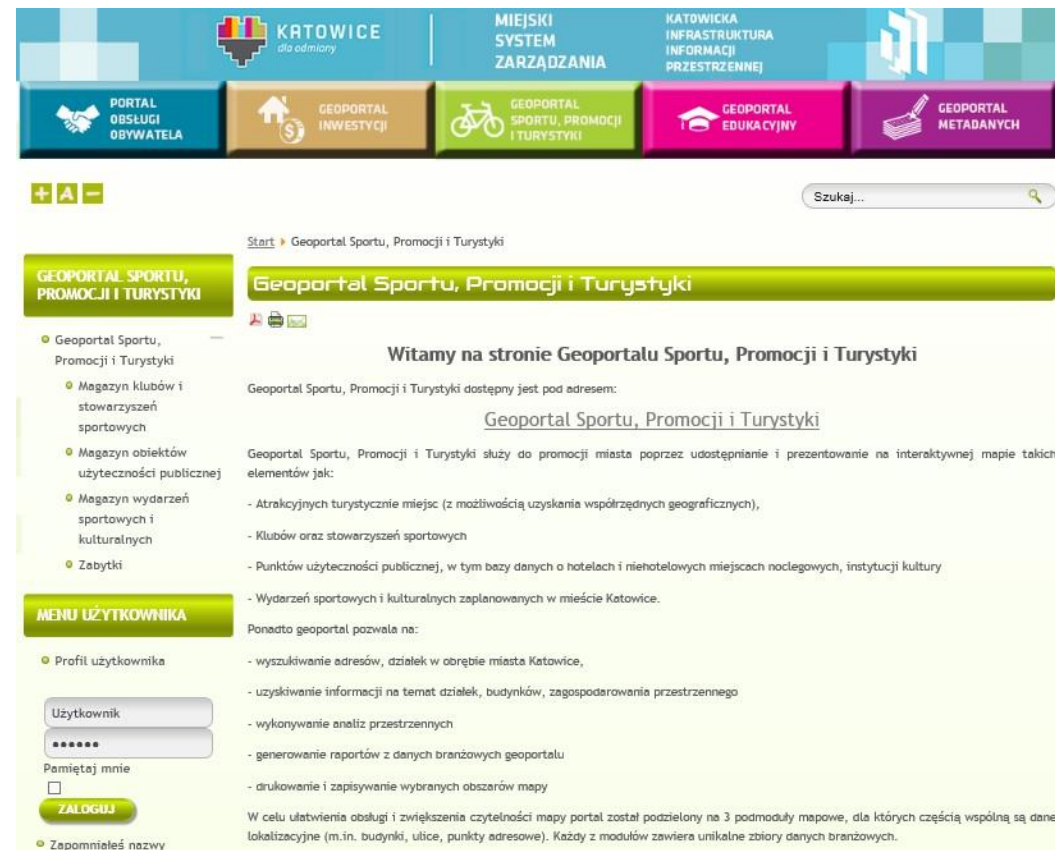 KATOWICE
dla odmiany
MIEJSKI
SYSTEM
ZARZĄDZANIA
KATOWICKA
INFRASTRUKTURA
INFORMACJI
PRZESTRZENNEJ
PORTAL
OBSŁUGI
OBYWATELA
GEOPORTAL
INWESTYCJI
GEOPORTAL
SPORTU, PROMOCJI
I TURYSTYKI
GEOPORTAL
EDUKACYJNY
GEOPORTAL
METADANYCH
+ A -
Szukaj...
Start Geoportal Sportu, Promocji i Turystyki
GEOPORTAL SPORTU,
PROMOCJI I TURYSTYKI
Geoportal Sportu,
Promocji i Turystyki
Magazyn klubów i
stowarzyszeń
sportowych
Magazyn obiektów
użyteczności publicznej
Magazyn wydarzeń
sportowych i
kulturalnych
Zabytki
MENU UŻYTKOWNIKA
Profil użytkownika
Użytkownik
••••••
Pamiętaj mnie
ZALOGUJ
Zapomniałeś nazwy
Geoportal Sportu, Promocji i Turystyki
Witamy na stronie Geoportalu Sportu, Promocji i Turystyki
Geoportal Sportu, Promocji i Turystyki dostępny jest pod adresem:
Geoportal Sportu, Promocji i Turystyki
Geoportal Sportu, Promocji i Turystyki służy do promocji miasta poprzez udostępnianie i prezentowanie na interaktywnej mapie takich
elementów jak:
- Atrakcyjnych turystycznie miejsc (z możliwością uzyskania współrzędnych geograficznych),
- Klubów oraz stowarzyszeń sportowych
- Punktów użyteczności publicznej, w tym bazy danych o hotelach i niehotelowych miejscach noclegowych, instytucji kultury
- Wydarzeń sportowych i kulturalnych zaplanowanych w mieście Katowice.
Ponadto geoportal pozwala na:
- wyszukiwanie adresów, działek w obrębie miasta Katowice,
- uzyskiwanie informacji na temat działek, budynków, zagospodarowania przestrzennego
- wykonywanie analiz przestrzennych
- generowanie raportów z danych branżowych geoportalu
- drukowanie i zapisywanie wybranych obszarów mapy
W celu ułatwienia obsługi i zwiększenia czytelności mapy portal został podzielony na 3 podmoduły mapowe, dla których częścią wspólną są dane
lokalizacyjne (m.in. budynki, ulice, punkty adresowe). Każdy z modułów zawiera unikalne zbiory danych branżowych.